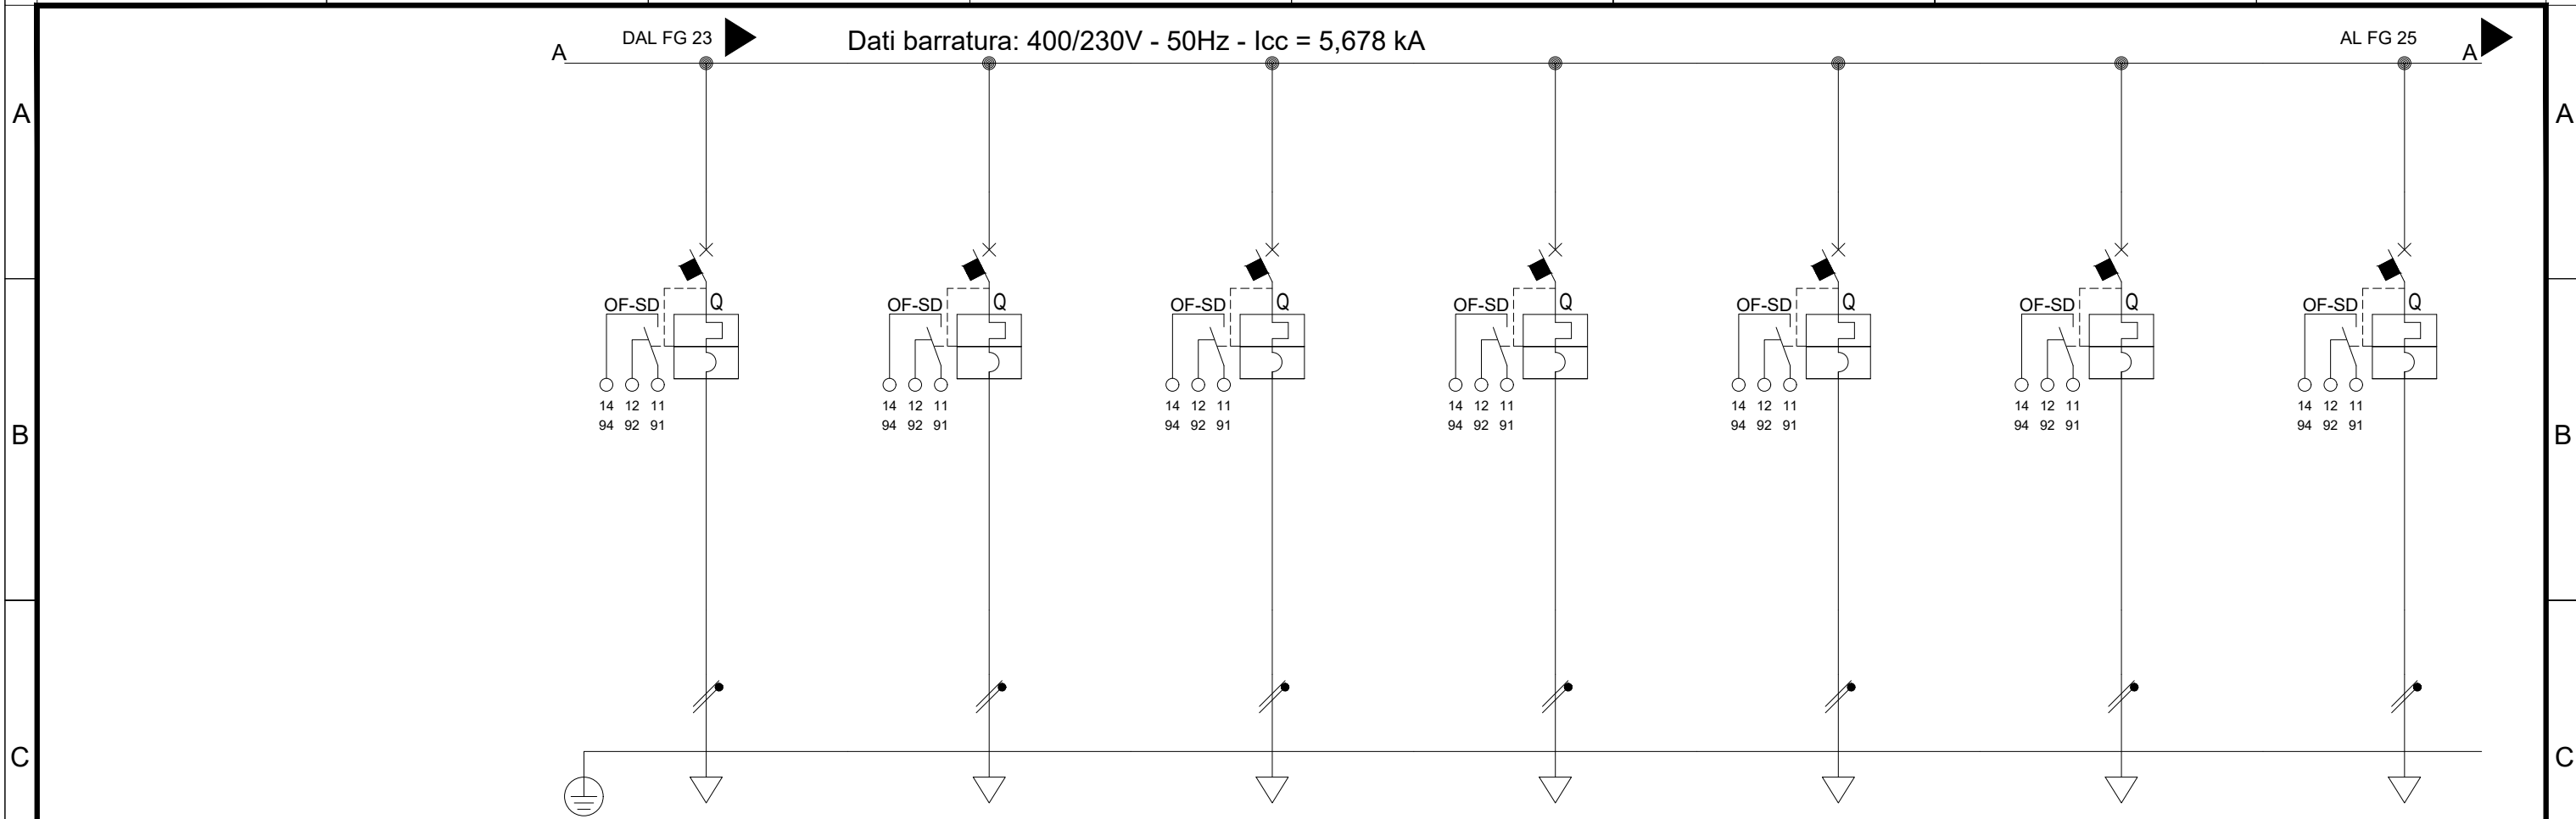 DAL FG 23
Dati barratura: 400/230V - 50Hz - Icc = 5,678 kA
AL FG 25
A A
A A
OF-SD Q OF-SD Q OF-SD Q OF-SD Q OF-SD Q OF-SD Q OF-SD Q
14 12 11 14 12 11 14 12 11 14 12 11 14 12 11 14 12 11 14 12 11
94 92 91 94 92 91 94 92 91 94 92 91 94 92 91 94 92 91 94 92 91
B B
C C